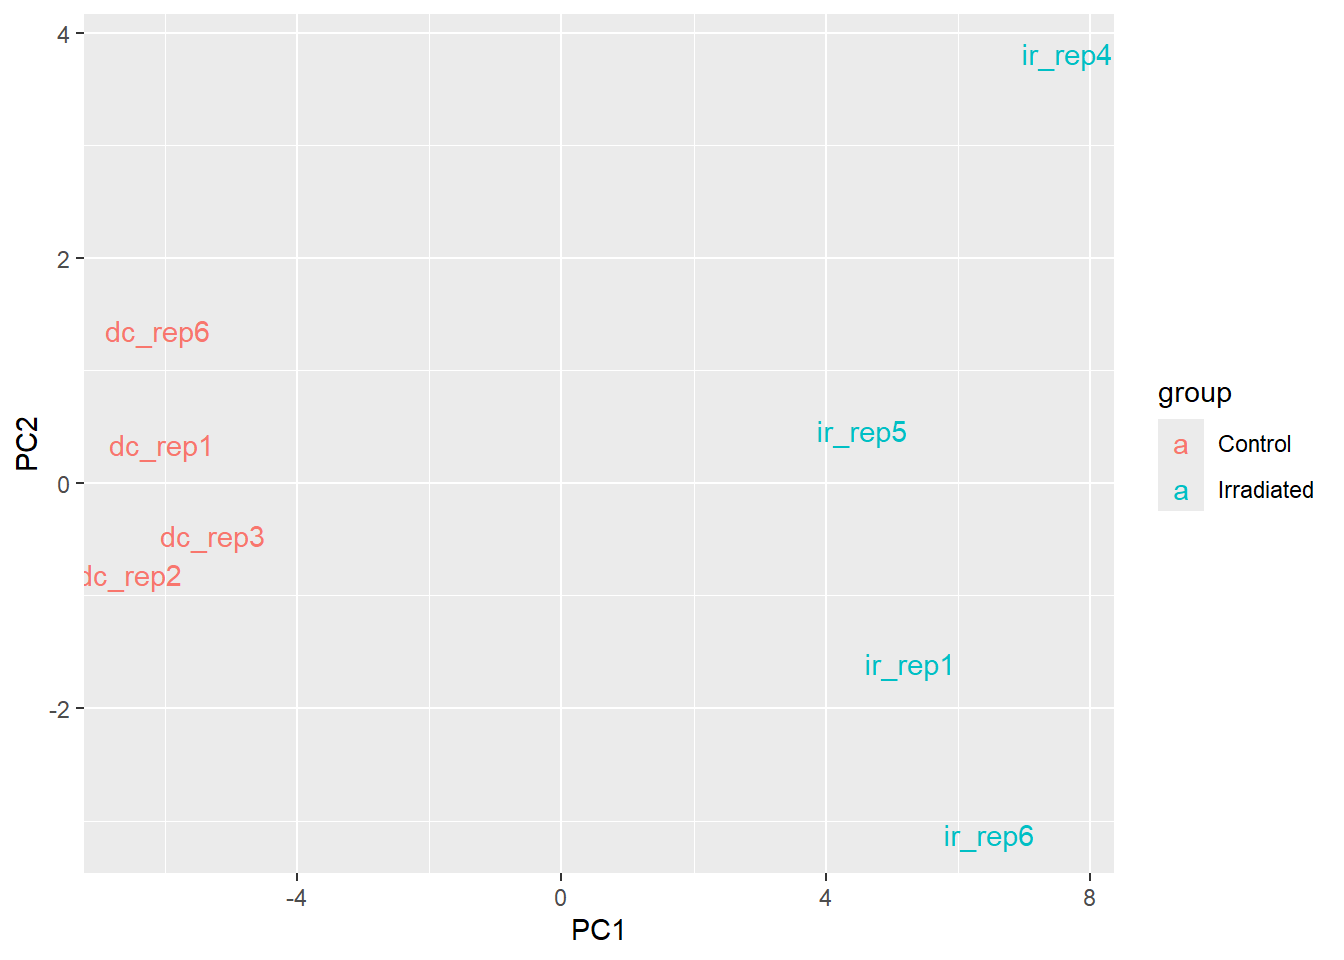 4
ir_rep4
2
dc_rep6
dc_rep1
ir_rep5
0
dc_rep3
dc_rep2
ir_rep1
-2
ir_rep6
-4
0
4
8
PC1
PC2
group
a Control
a Irradiated